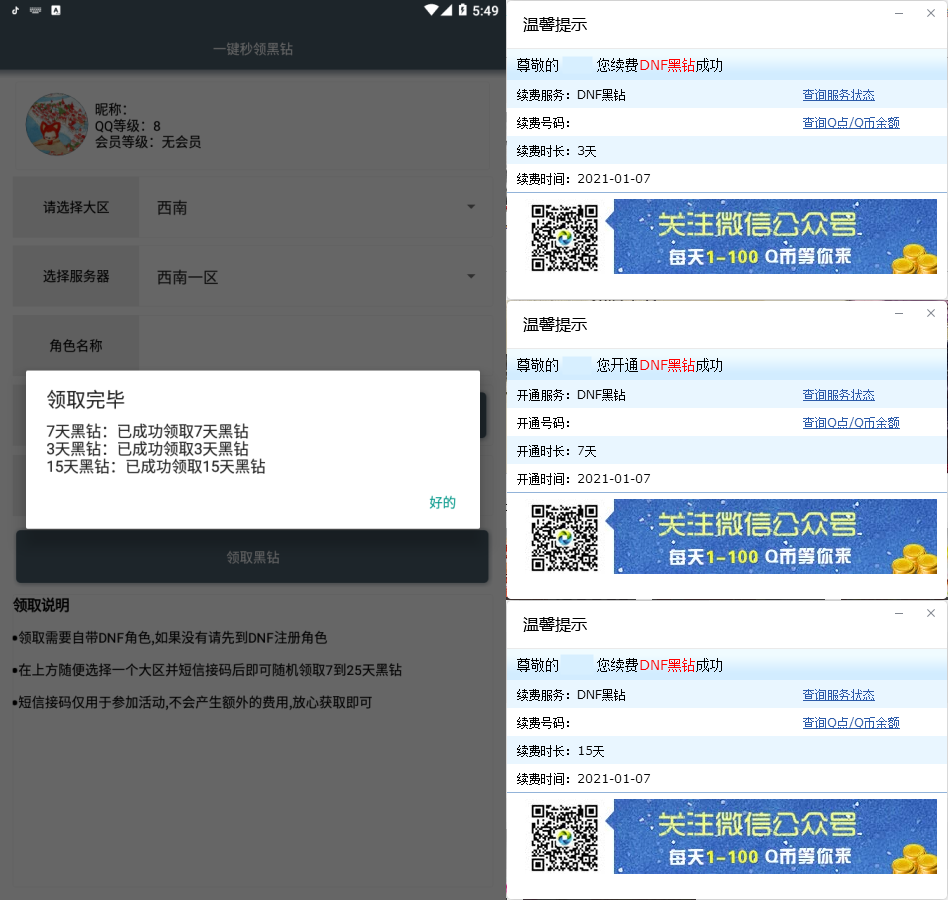 5:49
一键秒领黑钻
昵称:
QQ等级: 8
会员等级: 无会员
请选择大区
西南
选择服务器
西南一区
角色名称
领取完毕
7天黑钻: 已成功领取7天黑钻
3天黑钻: 已成功领取3天黑钻
15天黑钻: 已成功领取15天黑钻
好的
领取黑钻
领取说明
•领取需要自带DNF角色,如果没有请先到DNF注册角色
•在上方随便选择一个大区并短信接码后即可随机领取7到25天黑钻
•短信接码仅用于参加活动,不会产生额外的费用,放心获取即可
温馨提示
尊敬的 您续费DNF黑钻成功
续费服务: DNF黑钻 查询服务状态
续费号码: 查询Q点/Q币余额
续费时长: 3天
续费时间: 2021-01-07
关注微信公众号
每天1-100 Q币等你来
温馨提示
尊敬的 您开通DNF黑钻成功
开通服务: DNF黑钻 查询服务状态
开通号码: 查询Q点/Q币余额
开通时长: 7天
开通时间: 2021-01-07
关注微信公众号
每天1-100 Q币等你来
温馨提示
尊敬的 您续费DNF黑钻成功
续费服务: DNF黑钻 查询服务状态
续费号码: 查询Q点/Q币余额
续费时长: 15天
续费时间: 2021-01-07
关注微信公众号
每天1-100 Q币等你来